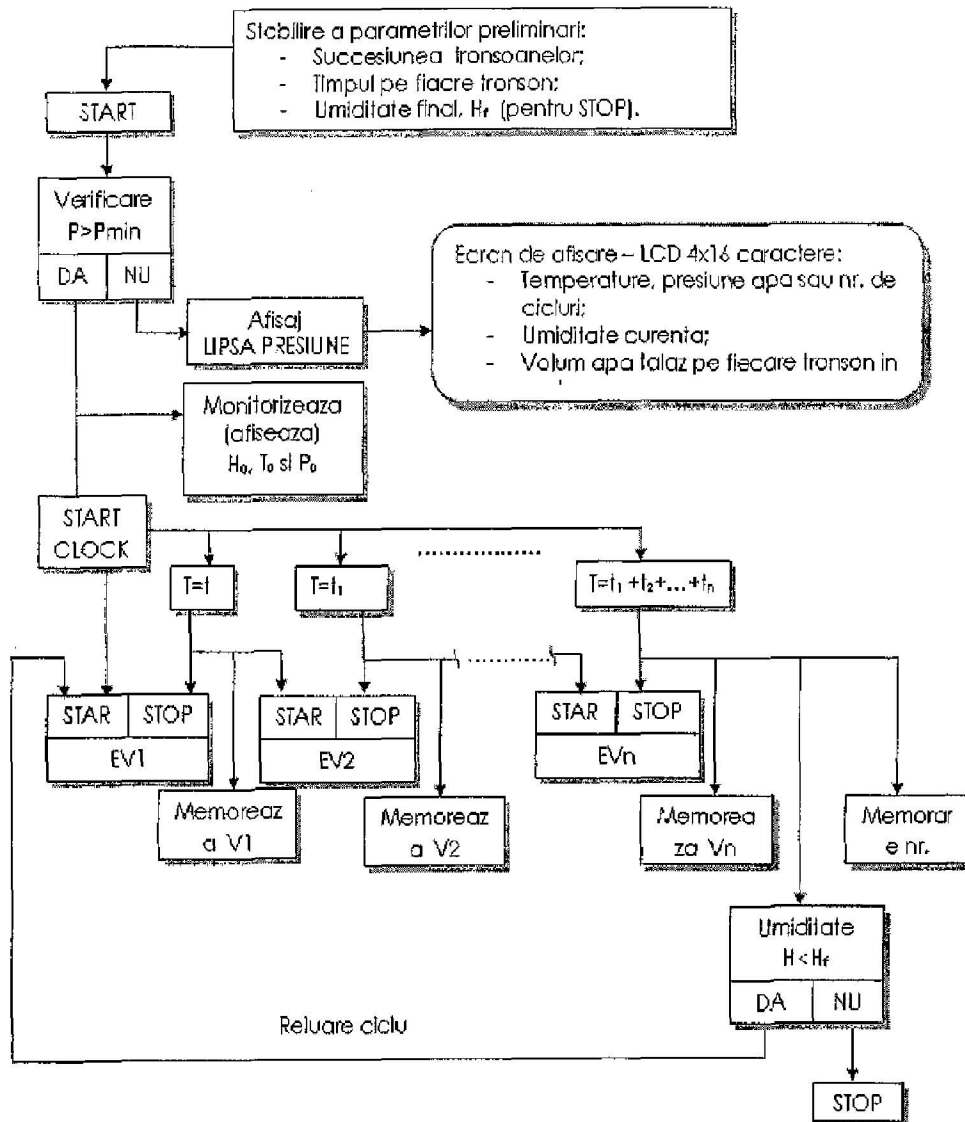 Stabilire a parametrilor preliminari:
- Succesiunea tronsoanelor;
- Timpul pe fiacre tronson;
- Umiditate final, Hf (pentru STOP).
START
Verificare
P>Pmin
DA NU
Ecran de afisare – LCD 4x16 caractere:
- Temperature, presiune apa sau nr. de
cicluri;
- Umiditate curenta;
- Volum apa talaz pe fiecare tronson in
Afisaj
LIPSA PRESIUNE
Monitorizeaza
(afiseaza)
H₀, T₀ si P₀
START
CLOCK
T=t
T=t₁
..................
T=t₁+t₂+...+tₙ
..................
STAR STOP
EV1
STAR STOP
EV2
STAR STOP
EVn
Memoreaz
a V1
Memoreaz
a V2
Memorea
za Vn
Memorar
e nr.
Umiditate
H<Hf
DA NU
Reluare ciclu
STOP